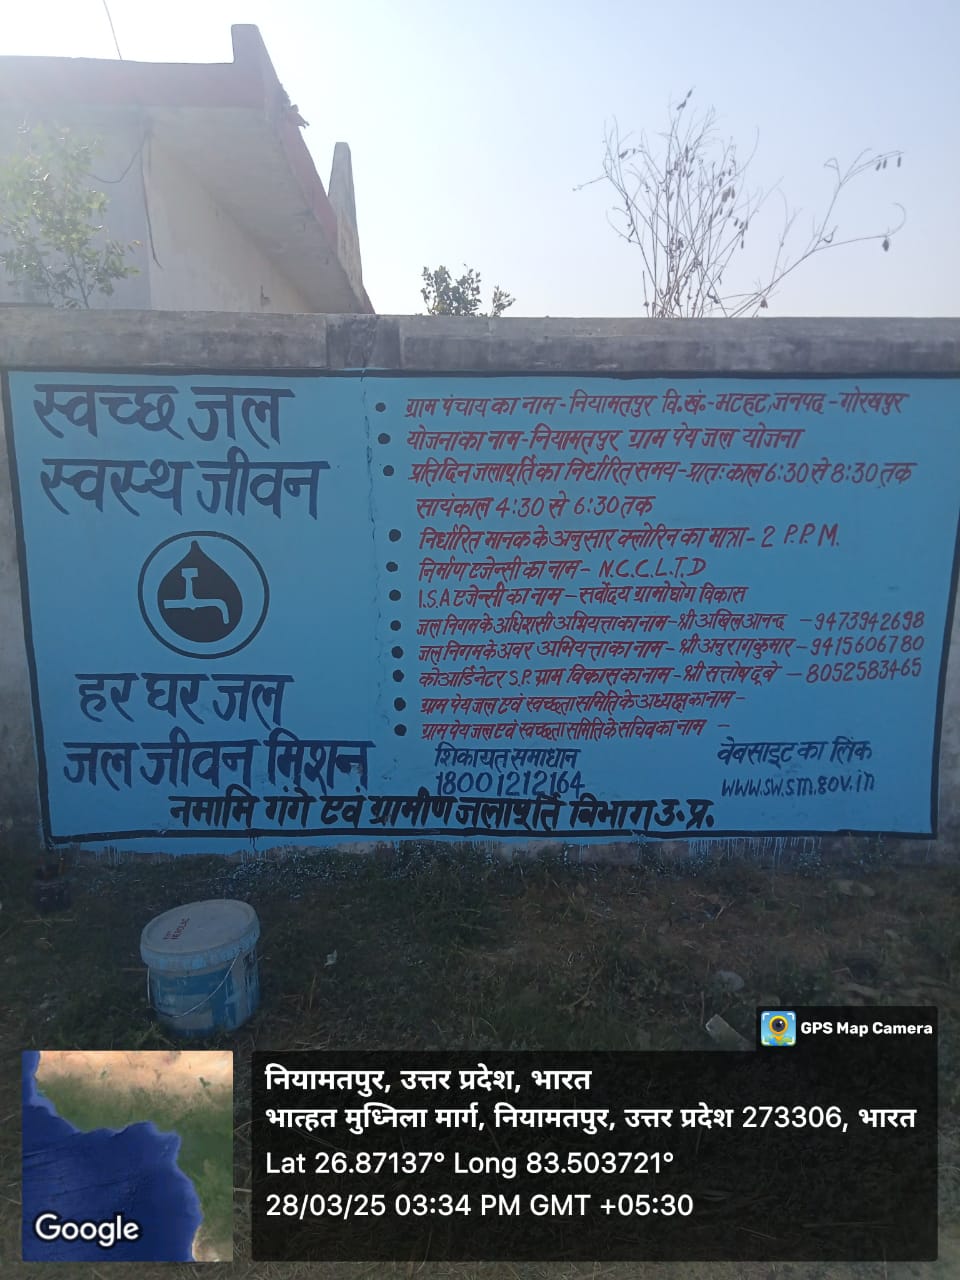 स्वच्छ जल
स्वस्थ जीवन
हर घर जल
जल जीवन मिशन
ग्राम पंचाय का नाम - नियामतपुर वि.खं.-भटहट, जनपद - गोरखपुर
योजना का नाम-नियामतपुर ग्राम पेय जल योजना
प्रतिदिन जलापूर्ति का निर्धारित समय-प्रातः काल 6:30 से 8:30 तक
सायंकाल 4:30 से 6:30 तक
निर्धारित मानक के अनुसार क्लोरिन का मात्रा- 2 P.P.M.
निर्माण एजेन्सी का नाम- N.C.C.L.T.D
I.S.A एजेन्सी का नाम-सर्वोदय ग्रामोद्योग विकास
जल निगम के अधिशासी अभियत्ता का नाम-श्री अखिल आनन्द -9473942698
जल निगम के अवर अभियत्ता का नाम-श्री अनुराग कुमार-9415606780
कोआर्डिनेटर S.P. ग्राम विकास का नाम-श्री सत्तोष दूबे -8052583465
ग्राम पेय जल एवं स्वच्छता समिति के अध्यक्ष का नाम-
ग्राम पेय जल एवं स्वच्छता समिति के सचिव का नाम -
शिकायत समाधान
18001212164
वेबसाइट का लिंक
www.sw.sm.gov.in
नमामि गंगे एवं ग्रामीण जलापूर्ति विभाग उ.प्र.
GPS Map Camera
नियामतपुर, उत्तर प्रदेश, भारत
भात्हत मुध्निला मार्ग, नियामतपुर, उत्तर प्रदेश 273306, भारत
Lat 26.87137° Long 83.503721°
28/03/25 03:34 PM GMT +05:30
Google